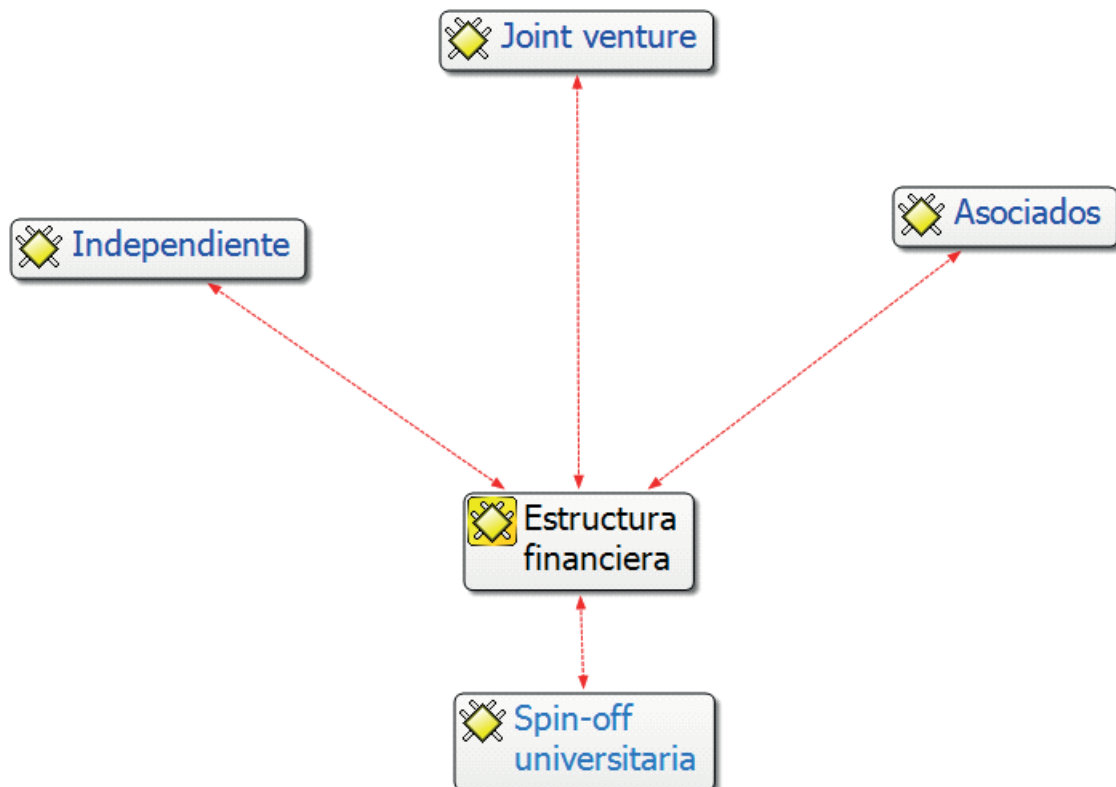 Joint venture
Asociados
Independiente
Estructura
financiera
Spin-off
universitaria